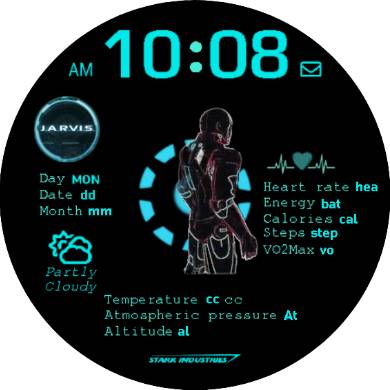 AM 10:08
J.A.R.V.I.S.
Day MON
Date dd
Month mm
Heart rate hea
Energy bat
Calories cal
Steps step
VO2Max vo
Partly
Cloudy
Temperature cc cc
Atmospheric pressure At
Altitude al
STARK INDUSTRIES